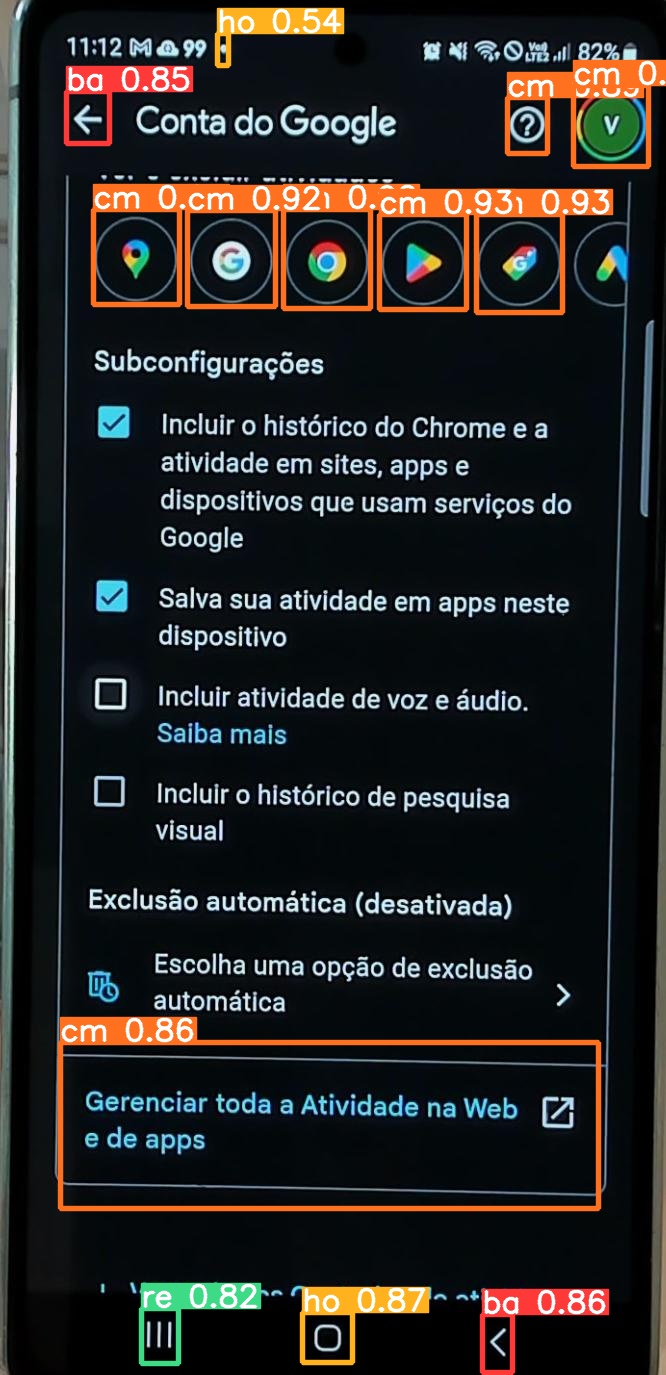 ho 0.54
11:12 M 99 82%
ba 0.85
cm
cm 0.
Conta do Google
V
cm 0.
cm 0.92
cm 0.93
0.93
G
G
Subconfigurações
Incluir o histórico do Chrome e a
atividade em sites, apps e
dispositivos que usam serviços do
Google
Salva sua atividade em apps neste
dispositivo
Incluir atividade de voz e áudio.
Saiba mais
Incluir o histórico de pesquisa
visual
Exclusão automática (desativada)
Escolha uma opção de exclusão
automática
cm 0.86
Gerenciar toda a Atividade na Web
e de apps
re 0.82
ho 0.87
ba 0.86